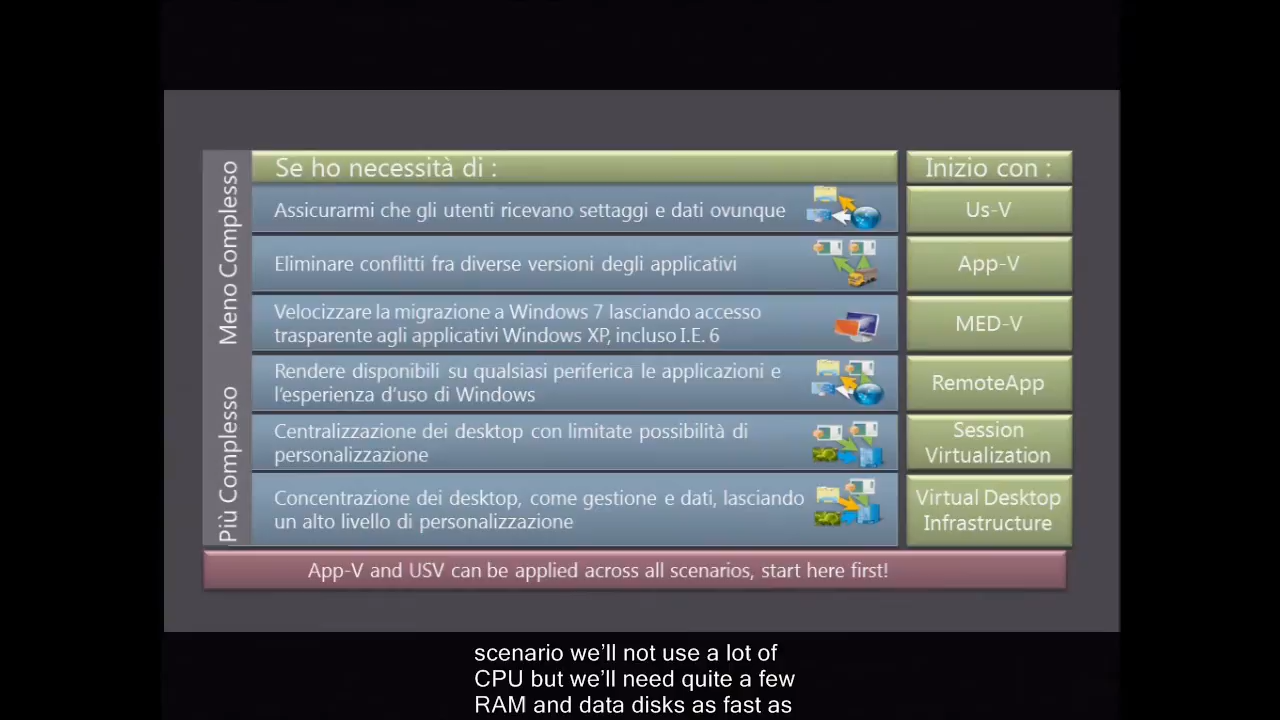 Meno Complesso
Più Complesso
Se ho necessità di :
Inizio con :
Assicurarmi che gli utenti ricevano settaggi e dati ovunque
Us-V
Eliminare conflitti fra diverse versioni degli applicativi
App-V
Velocizzare la migrazione a Windows 7 lasciando accesso
trasparente agli applicativi Windows XP, incluso I.E. 6
MED-V
Rendere disponibili su qualsiasi periferica le applicazioni e
l'esperienza d'uso di Windows
RemoteApp
Centralizzazione dei desktop con limitate possibilità di
personalizzazione
Session
Virtualization
Concentrazione dei desktop, come gestione e dati, lasciando
un alto livello di personalizzazione
Virtual Desktop
Infrastructure
App-V and USV can be applied across all scenarios, start here first!
scenario we'll not use a lot of
CPU but we'll need quite a few
RAM and data disks as fast as